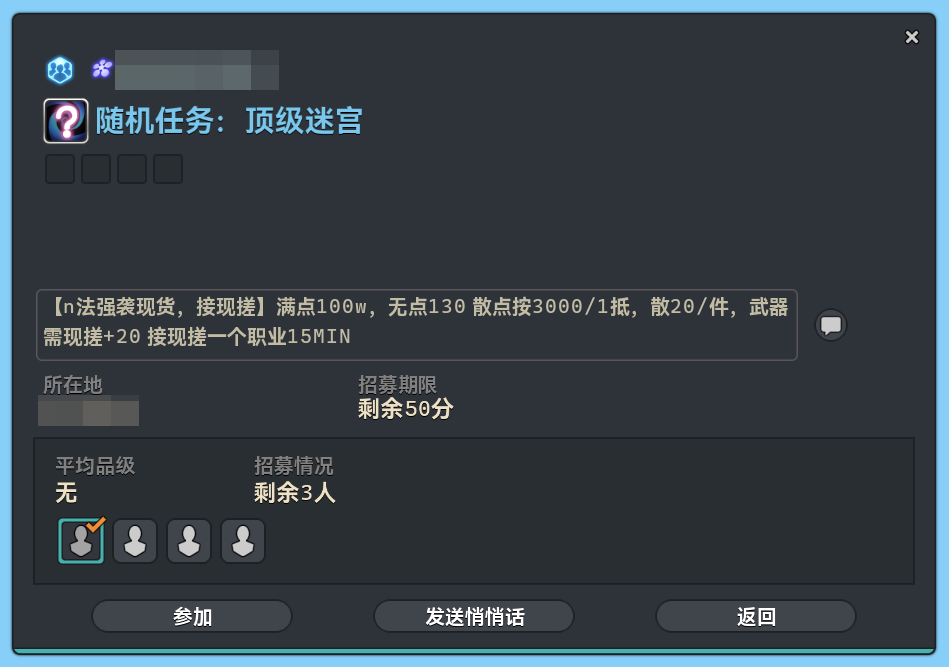 随机任务：顶级迷宫
【n法强袭现货，接现搓】满点100w，无点130 散点按3000/1抵，散20/件，武器
需现搓+20 接现搓一个职业15MIN
所在地
招募期限
剩余50分
平均品级
招募情况
无
剩余3人
参加
发送悄悄话
返回